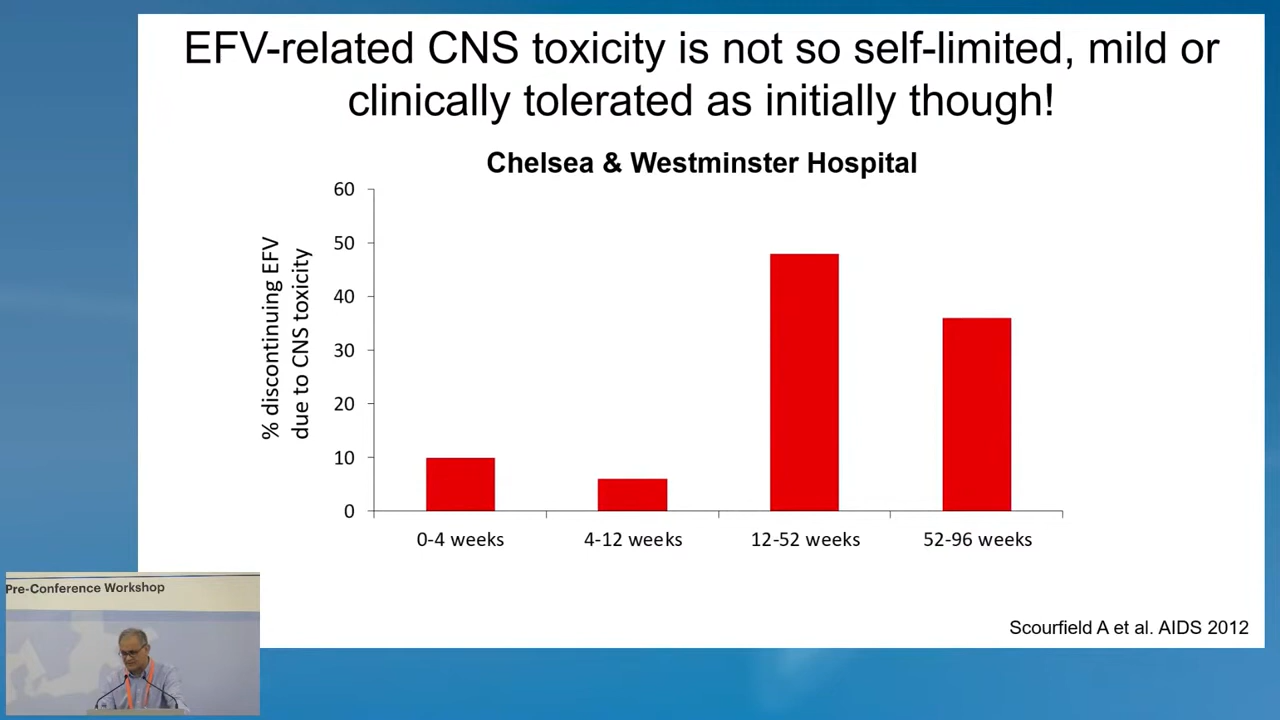 EFV-related CNS toxicity is not so self-limited, mild or
clinically tolerated as initially though!
Chelsea & Westminster Hospital
% discontinuing EFV
due to CNS toxicity
60
50
40
30
20
10
0
0-4 weeks
4-12 weeks
12-52 weeks
52-96 weeks
Scourfield A et al. AIDS 2012
Pre-Conference Workshop